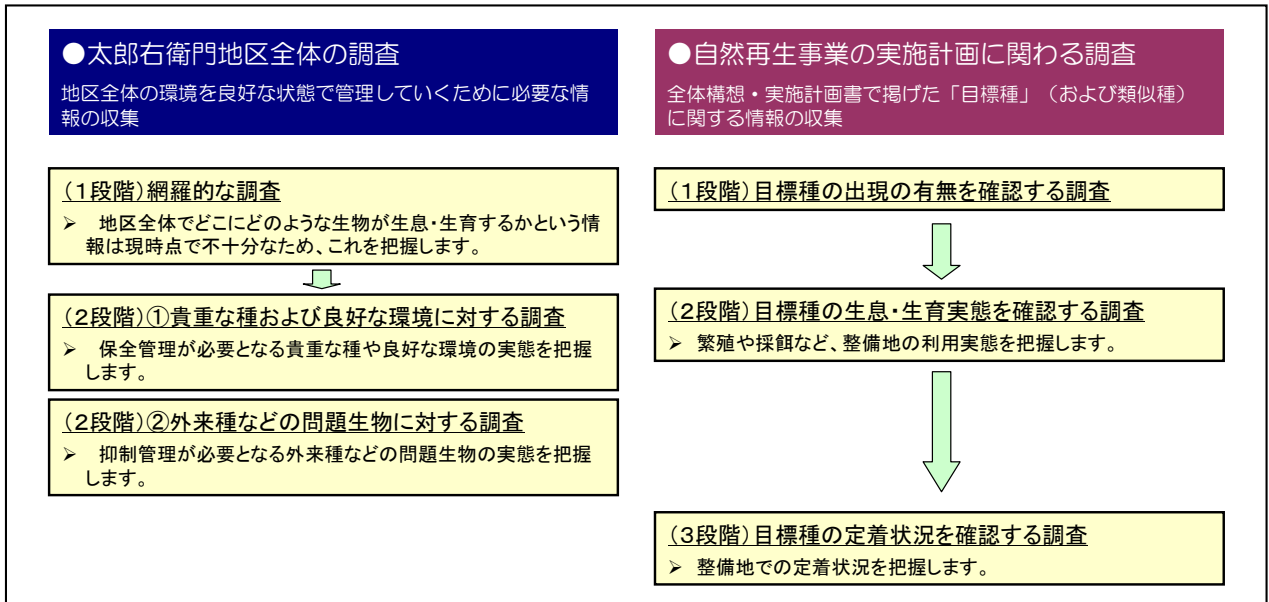 ●太郎右衛門地区全体の調査
地区全体の環境を良好な状態で管理していくために必要な情
報の収集
(1段階)網羅的な調査
➢ 地区全体でどこにどのような生物が生息・生育するかという情
報は現時点で不十分なため、これを把握します。
(2段階)①貴重な種および良好な環境に対する調査
➢ 保全管理が必要となる貴重な種や良好な環境の実態を把握
します。
(2段階)②外来種などの問題生物に対する調査
➢ 抑制管理が必要となる外来種などの問題生物の実態を把握
します。
●自然再生事業の実施計画に関わる調査
全体構想・実施計画書で掲げた「目標種」(および類似種)
に関する情報の収集
(1段階)目標種の出現の有無を確認する調査
(2段階)目標種の生息・生育実態を確認する調査
➢ 繁殖や採餌など、整備地の利用実態を把握します。
(3段階)目標種の定着状況を確認する調査
➢ 整備地での定着状況を把握します。